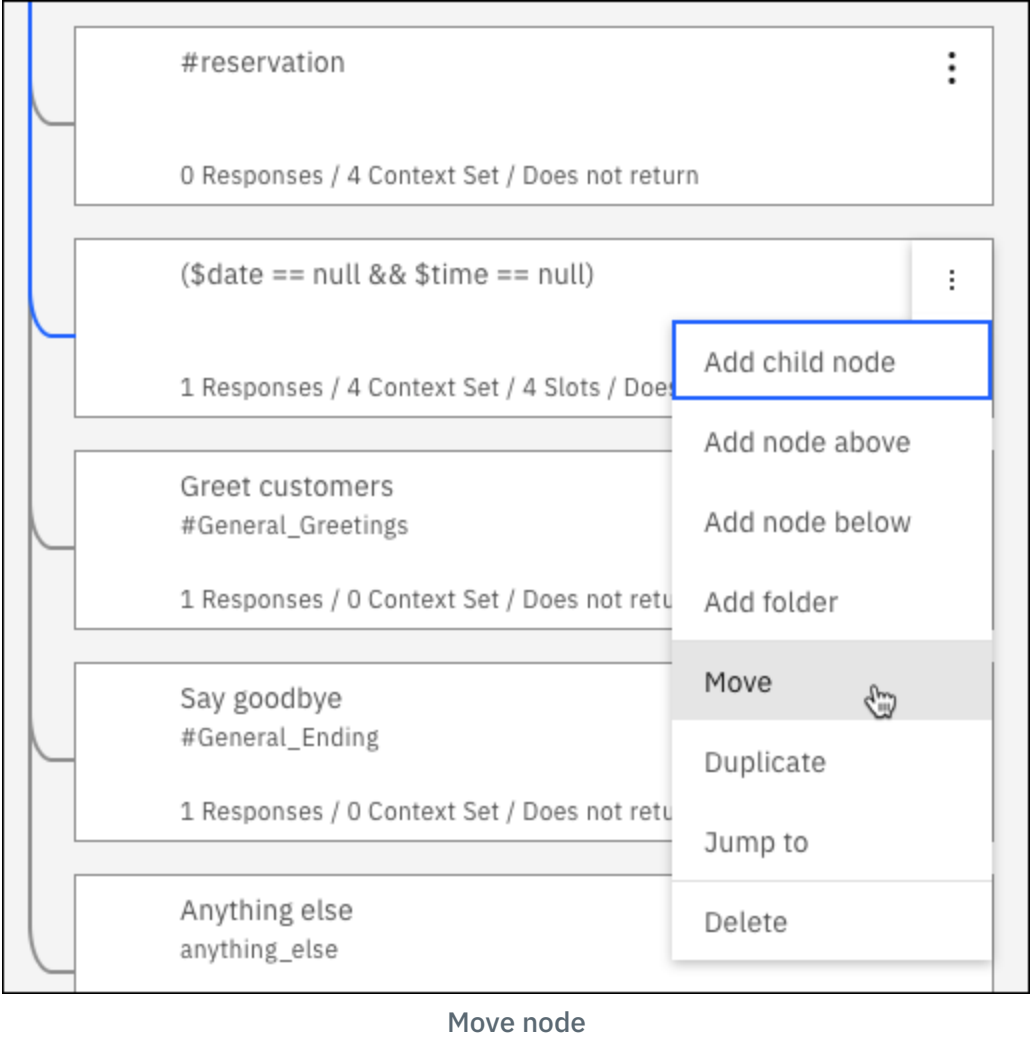 #reservation
0 Responses / 4 Context Set / Does not return
($date == null && $time == null)
1 Responses / 4 Context Set / 4 Slots / Does
Add child node
Add node above
Add node below
Add folder
Move
Duplicate
Jump to
Delete
Greet customers
#General_Greetings
1 Responses / 0 Context Set / Does not retu
Say goodbye
#General_Ending
1 Responses / 0 Context Set / Does not retu
Anything else
anything_else
Move node